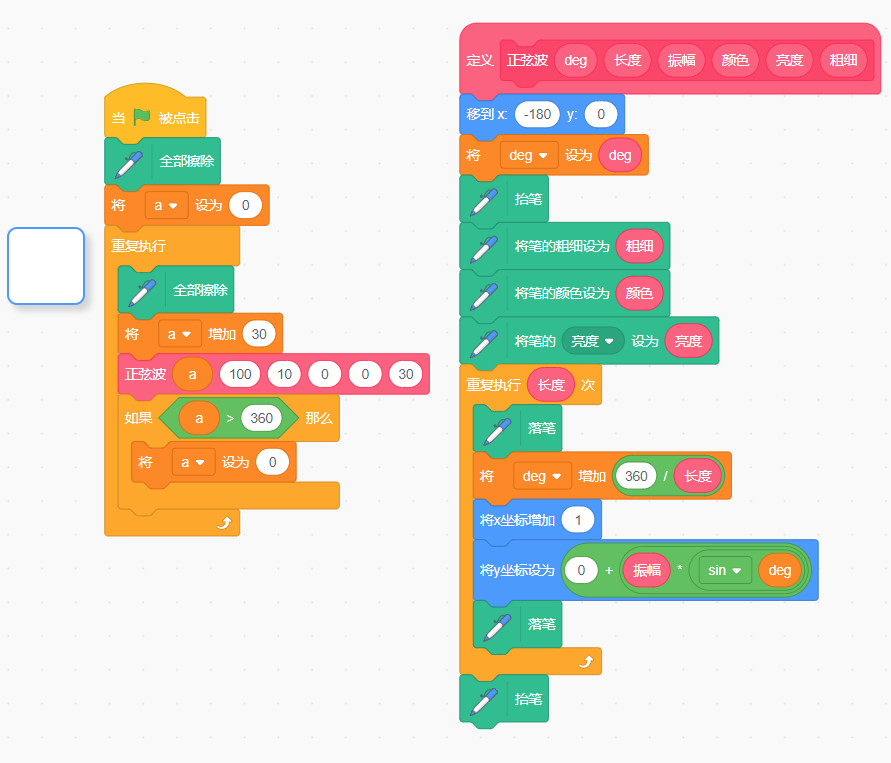 当 被点击
全部擦除
将 a 设为 0
重复执行
全部擦除
将 a 增加 30
正弦波 a 100 10 0 0 30
如果 a > 360 那么
将 a 设为 0
定义 正弦波 deg 长度 振幅 颜色 亮度 粗细
移到 x: -180 y: 0
将 deg 设为 deg
抬笔
将笔的粗细设为 粗细
将笔的颜色设为 颜色
将笔的 亮度 设为 亮度
重复执行 长度 次
落笔
将 deg 增加 360 / 长度
将x坐标增加 1
将y坐标设为 0 + 振幅 * sin deg
落笔
抬笔